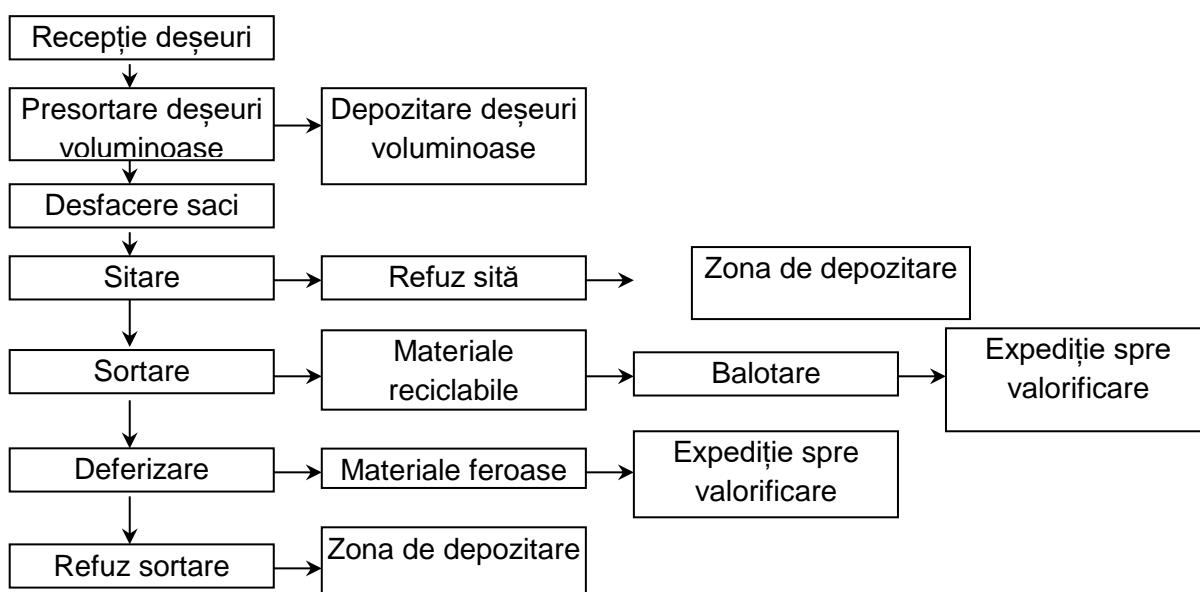 Recepție deșeuri
Presortare deșeuri
voluminoase
Depozitare deșeuri
voluminoase
Desfacere saci
Sitare
Refuz sită
Zona de depozitare
Sortare
Materiale
reciclabile
Balotare
Expediție spre
valorificare
Deferizare
Materiale feroase
Expediție spre
valorificare
Refuz sortare
Zona de depozitare